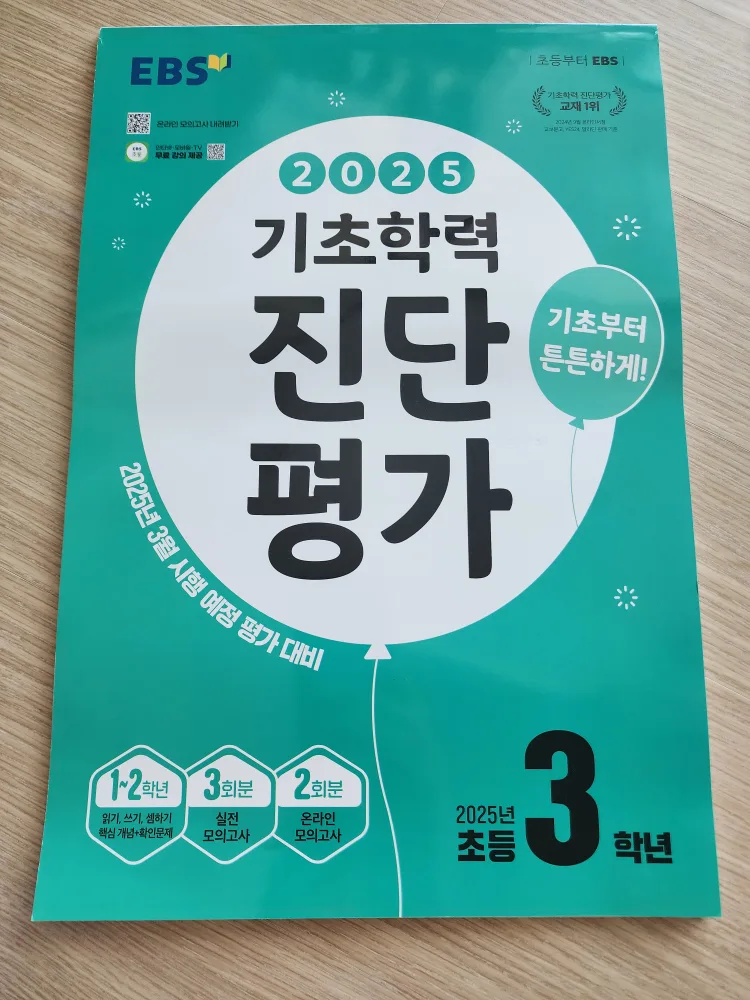 EBS
초등부터 EBS
기초학력 진단평가
교재 1위
온라인 모의고사 내려받기
무료 강의 제공
2025
기초학력
진단
평가
기초부터
튼튼하게!
2025년 3월 시행 예정 평가 대비
1~2학년
읽기, 쓰기, 셈하기
핵심 개념+확인문제
3회분
실전
모의고사
2회분
온라인
모의고사
2025년
초등 3 학년